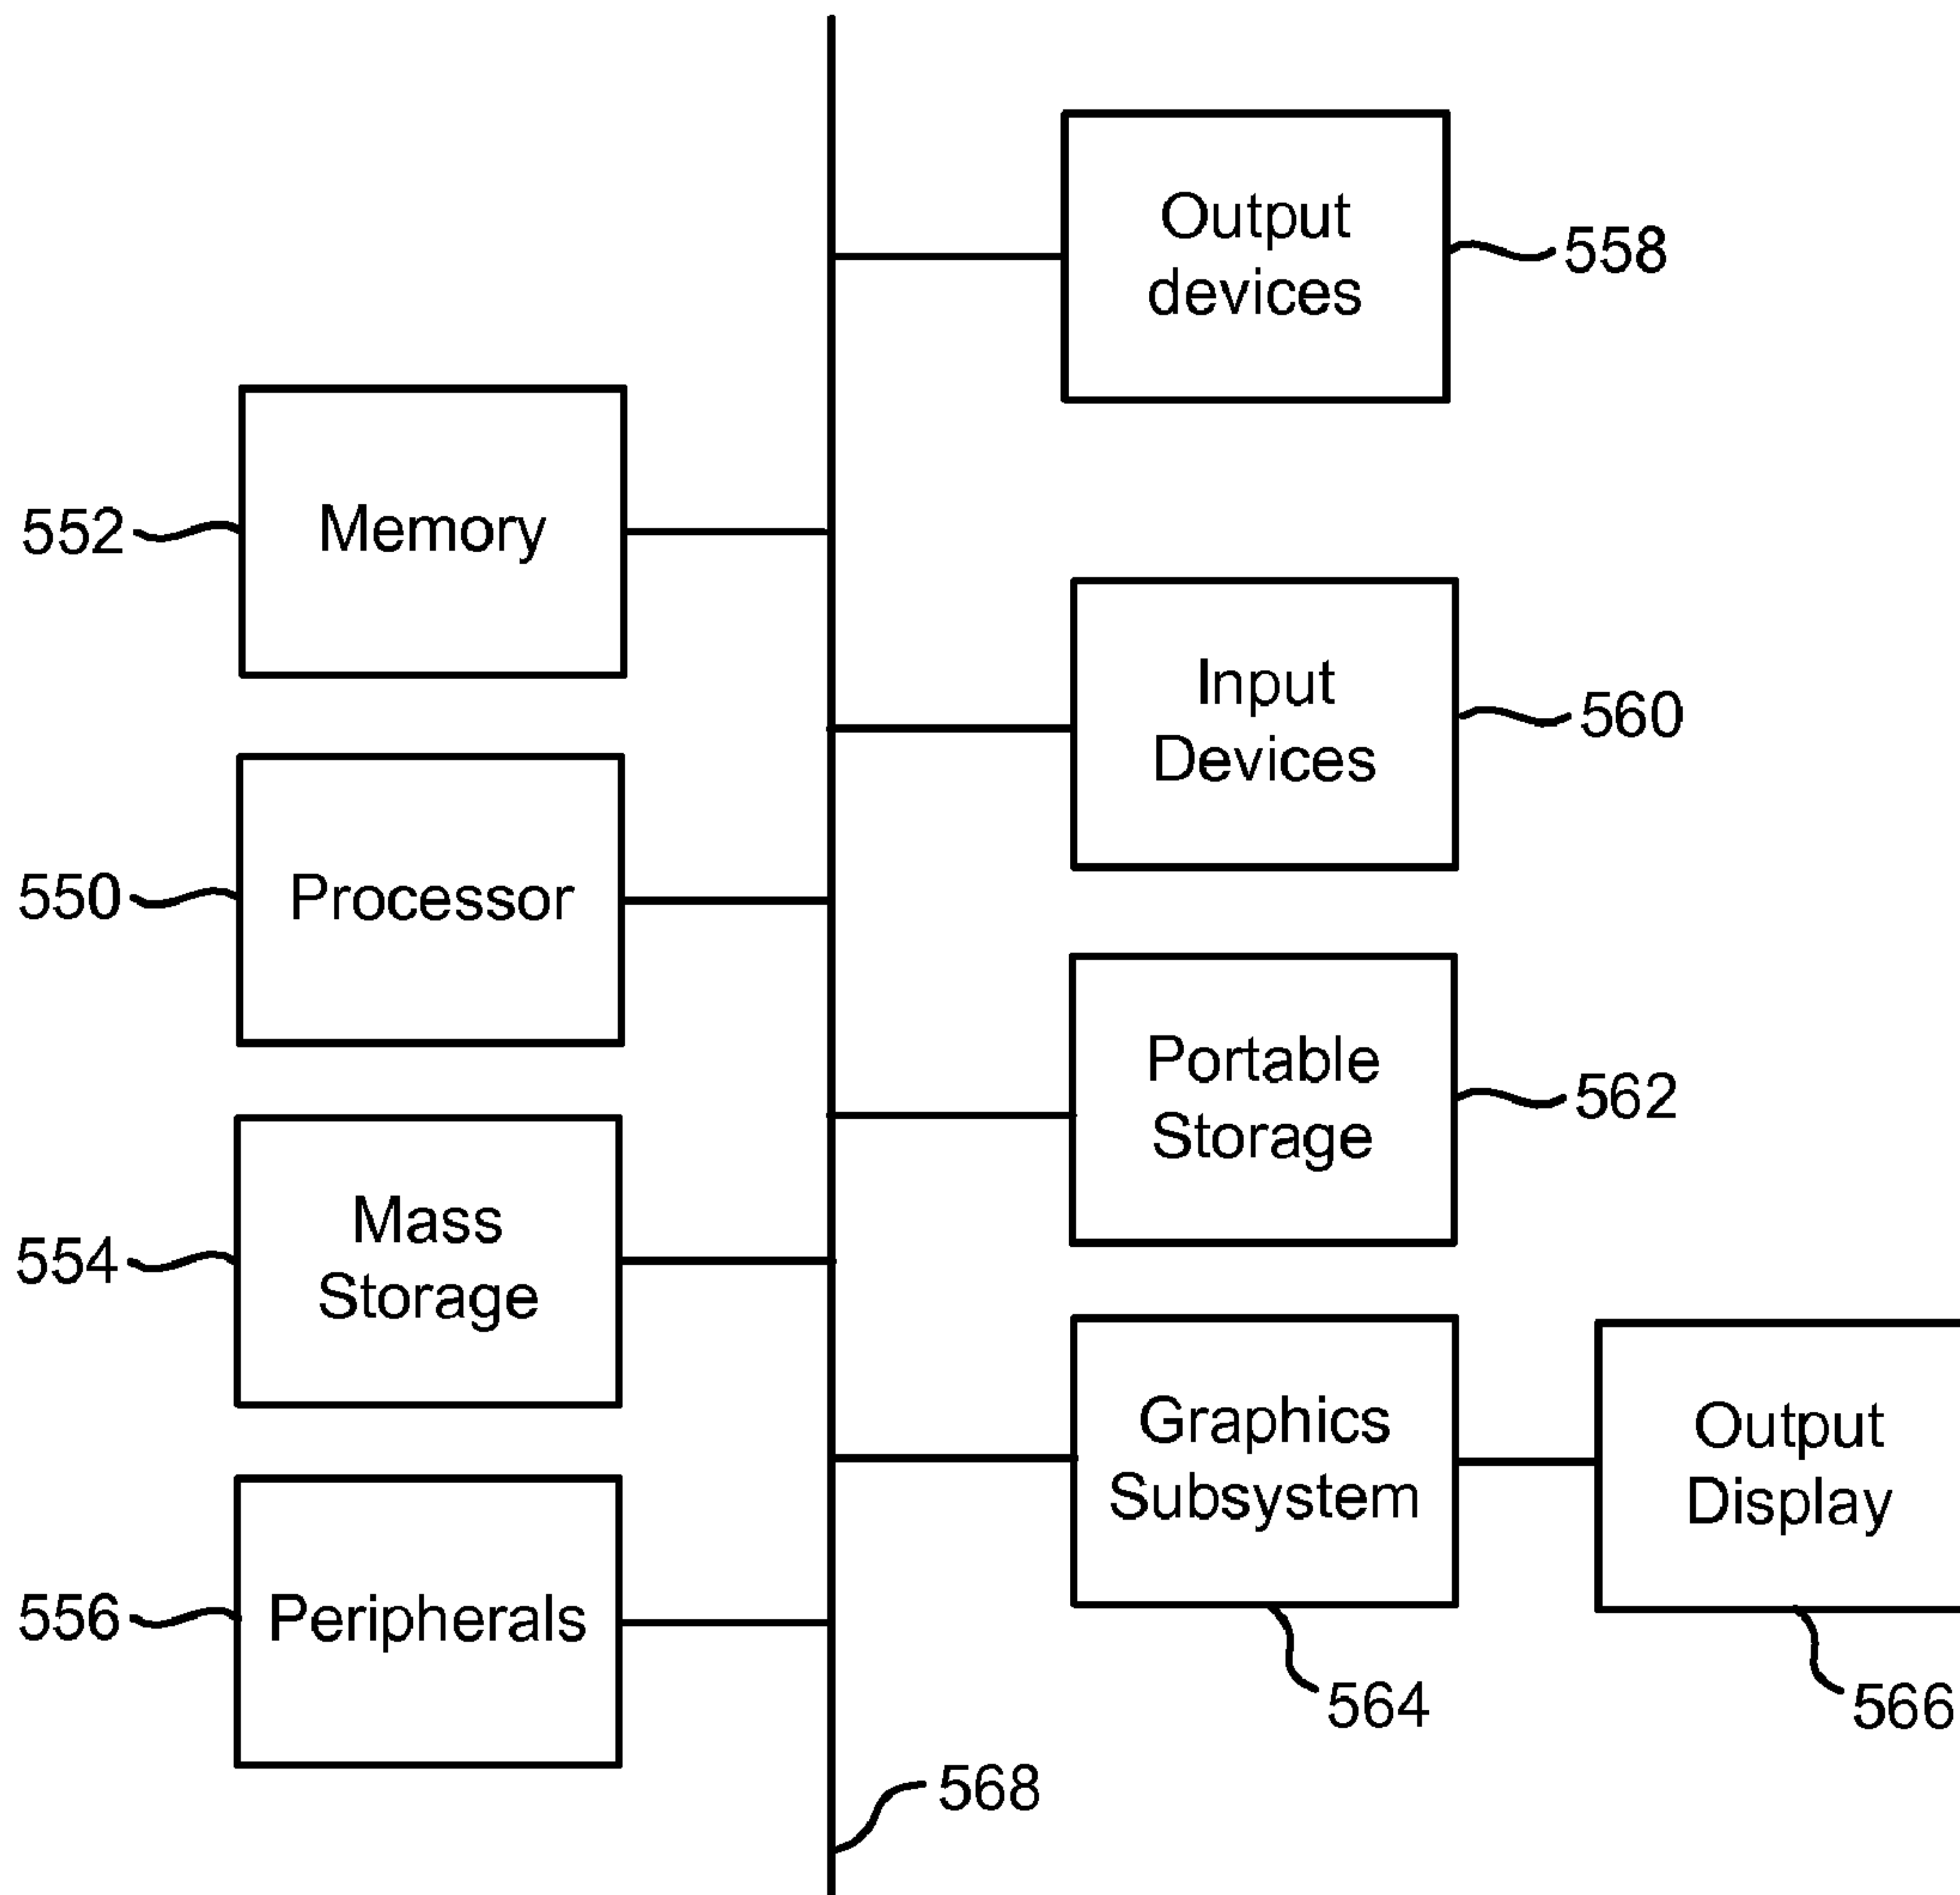 Output
devices
558
552
Memory
Input
Devices
560
550
Processor
Portable
Storage
562
554
Mass
Storage
Graphics
Subsystem
Output
Display
556
Peripherals
564
566
568